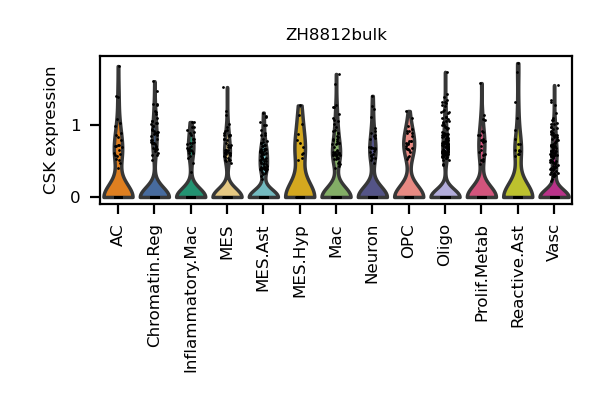 ZH8812bulk
CSK expression
1
0
AC
Chromatin.Reg
Inflammatory.Mac
MES
MES.Ast
MES.Hyp
Mac
Neuron
OPC
Oligo
Prolif.Metab
Reactive.Ast
Vasc